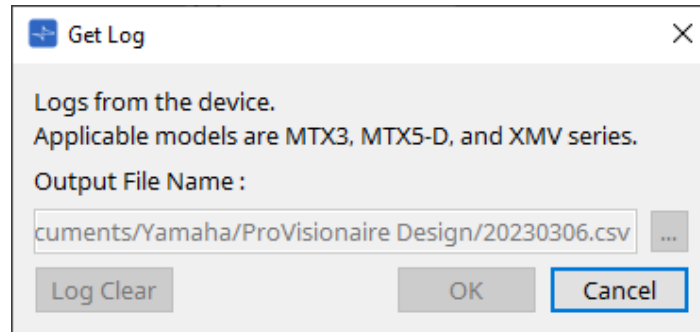 Get Log
Logs from the device.
Applicable models are MTX3, MTX5-D, and XMV series.
Output File Name :
cuments/Yamaha/ProVisionaire Design/20230306.csv ...
Log Clear OK Cancel